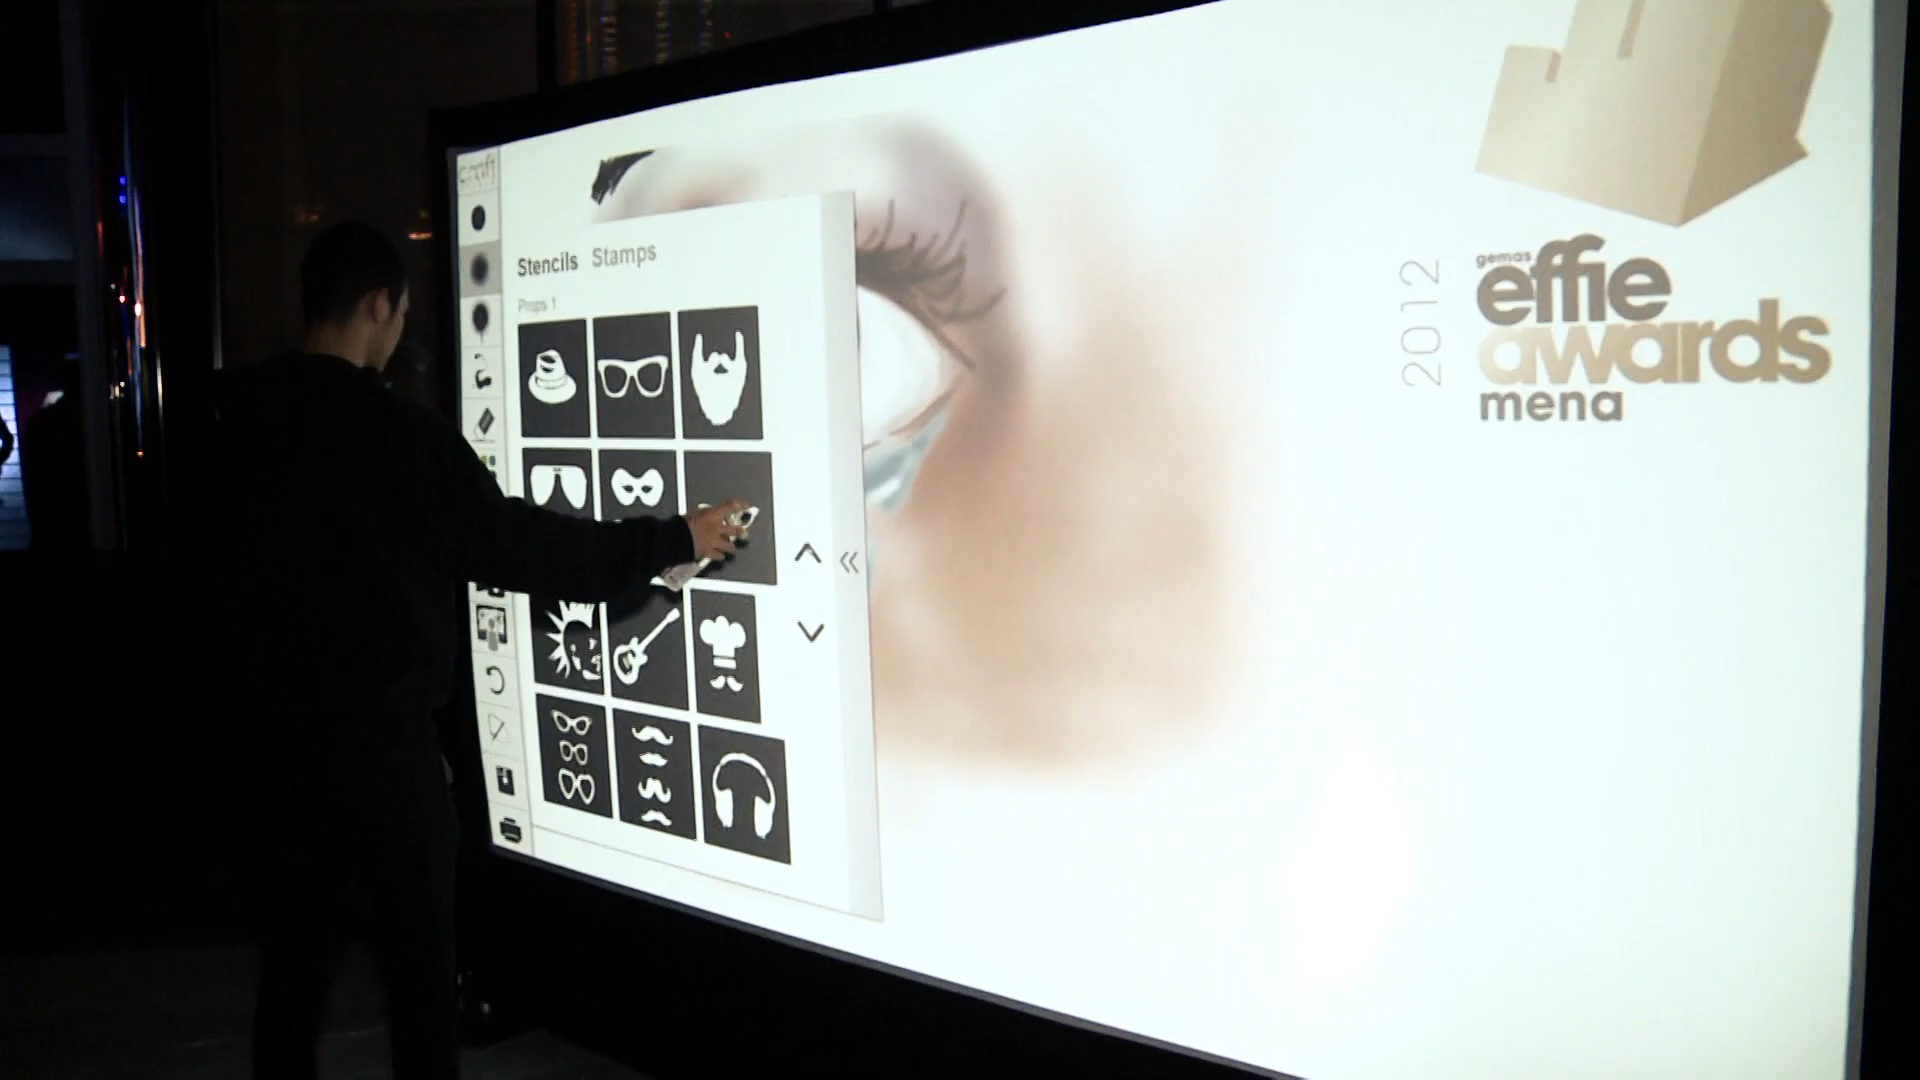 Stencils Stamps
Props 1
2012
gemas
effie
awards
mena